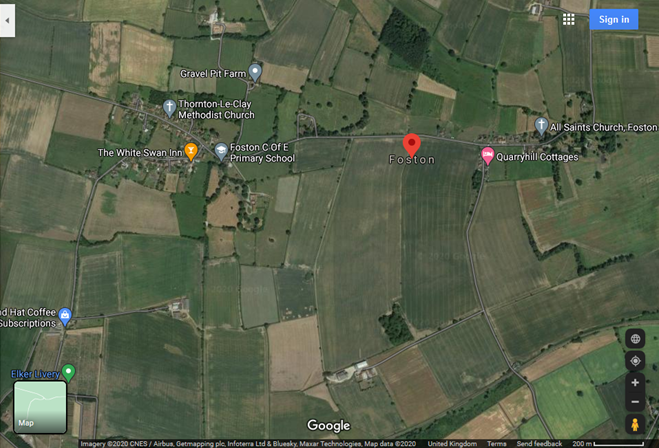 Sign in
Gravel Pit Farm
Thornton-Le-Clay
Methodist Church
All Saints Church, Foston
The White Swan Inn
Foston C Of E
Primary School
Foston
Quarryhill Cottages
d Hat Coffee
Subscriptions
Elker Livery
Map
Google
Imagery ©2020 CNES / Airbus, Getmapping plc, Infoterra Ltd & Bluesky, Maxar Technologies, Map data ©2020 United Kingdom Terms Send feedback 200 m